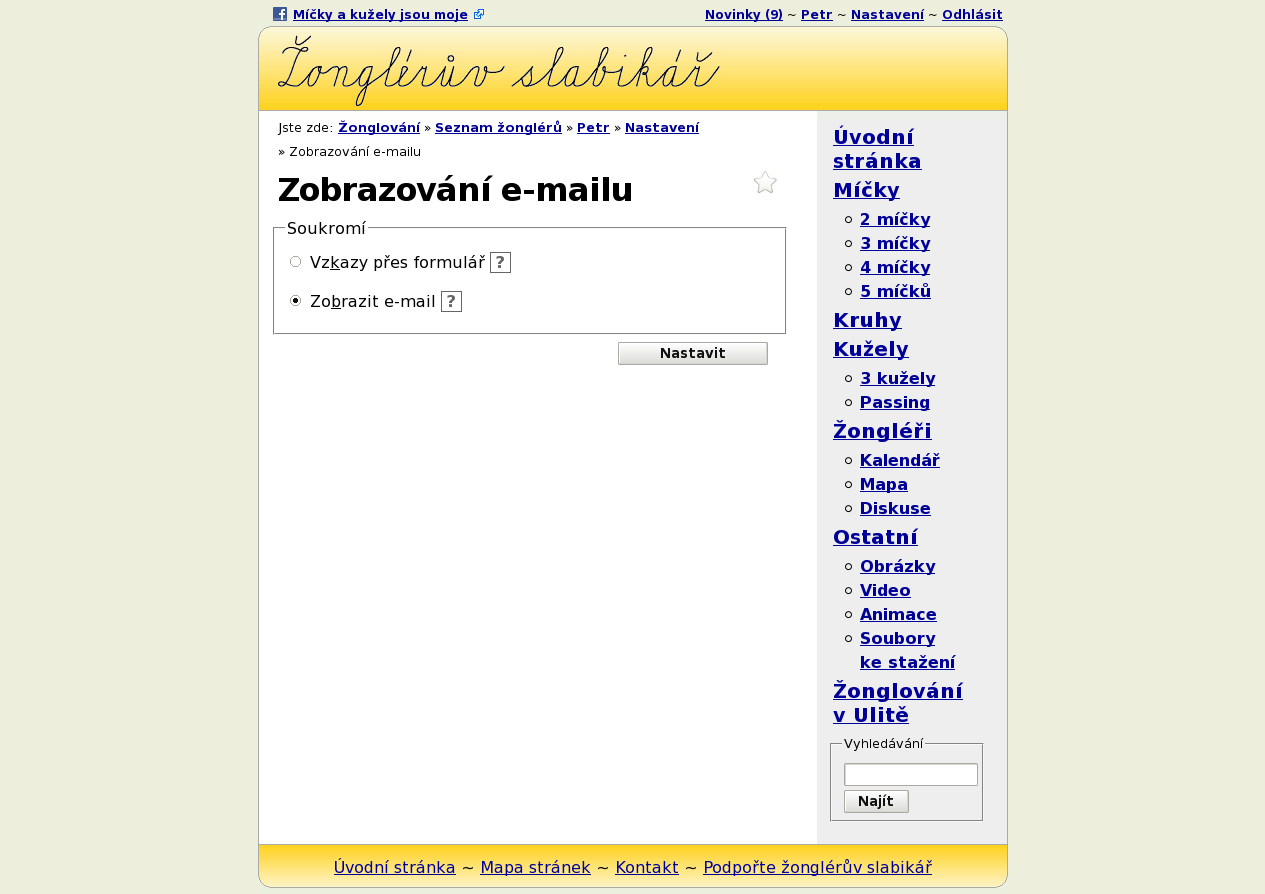 Míčky a kužely jsou moje
Novinky (9) ~ Petr ~ Nastavení ~ Odhlásit
Žonglérův slabikář
Jste zde: Žonglování » Seznam žonglérů » Petr » Nastavení
» Zobrazování e-mailu
Zobrazování e-mailu
Soukromí
Vzkazy přes formulář ?
Zobrazit e-mail ?
Nastavit
Úvodní
stránka
Míčky
2 míčky
3 míčky
4 míčky
5 míčků
Kruhy
Kužely
3 kužely
Passing
Žongléři
Kalendář
Mapa
Diskuse
Ostatní
Obrázky
Video
Animace
Soubory
ke stažení
Žonglování
v Ulitě
Vyhledávání
Najít
Úvodní stránka ~ Mapa stránek ~ Kontakt ~ Podpořte žonglérův slabikář